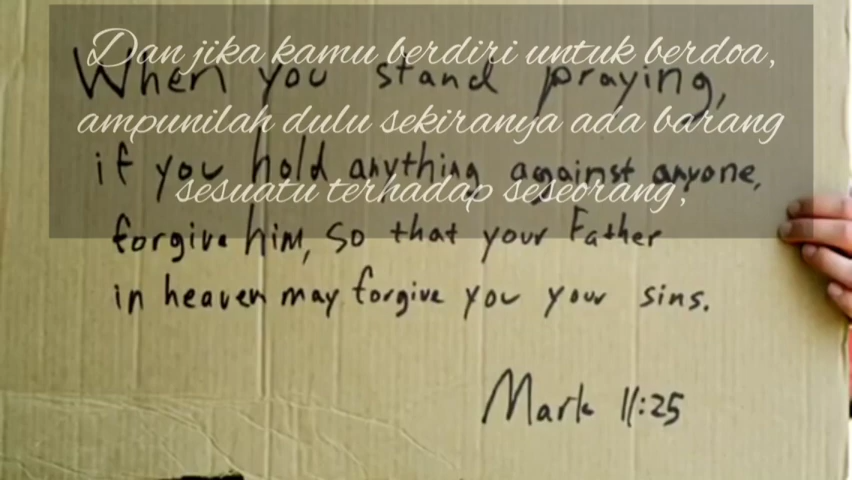 Dan jika kamu berdiri untuk berdoa,
When you stand praying,
ampunilah dulu sekiranya ada barang
if you hold anything against anyone,
sesuatu terhadap seseorang,
forgive him, so that your Father
in heaven may forgive you your sins.
Mark 11:25